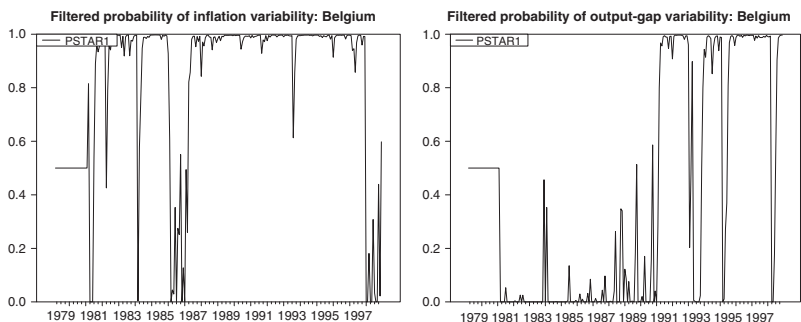 Filtered probability of inflation variability: Belgium
PSTAR1
1.0
0.8
0.6
0.4
0.2
0.0
1979 1981 1983 1985 1987 1989 1991 1993 1995 1997
Filtered probability of output-gap variability: Belgium
PSTAR1
1.0
0.8
0.6
0.4
0.2
0.0
1979 1981 1983 1985 1987 1989 1991 1993 1995 1997